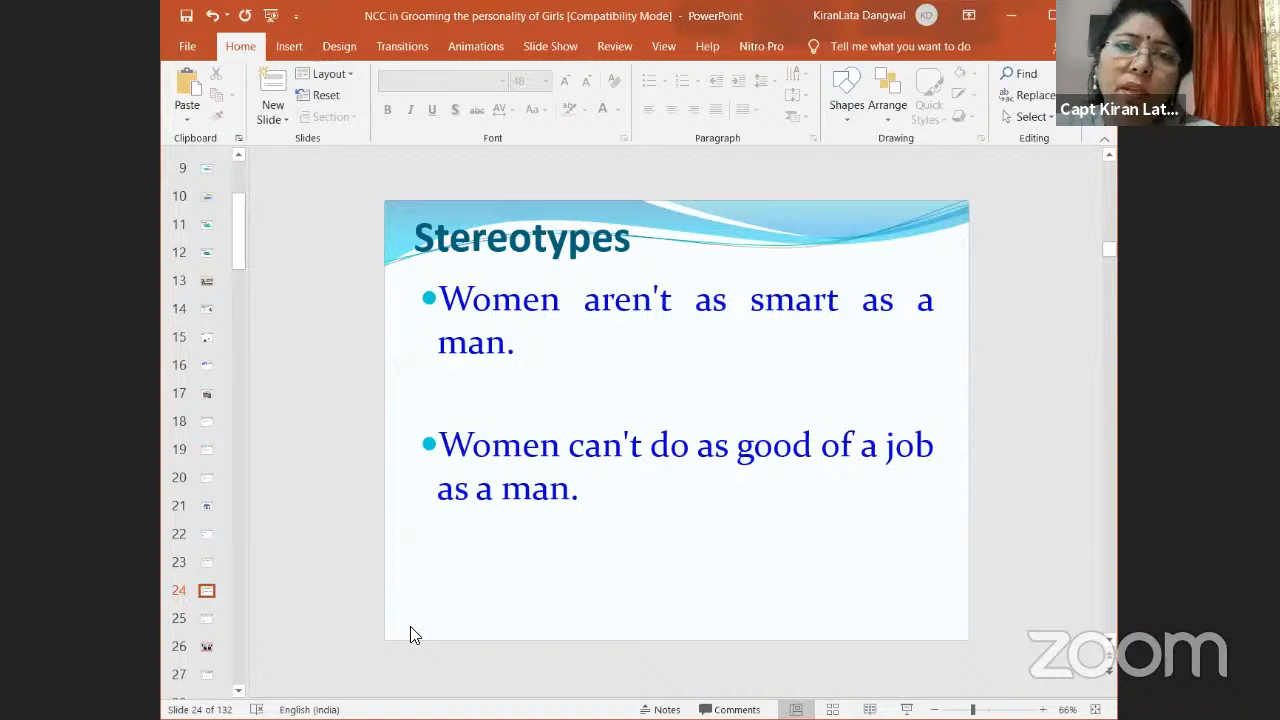 NCC in Grooming the personality of Girls [Compatibility Mode] - PowerPoint
KiranLata Dangwal
KD
File Home Insert Design Transitions Animations Slide Show Review View Help Nitro Pro Tell me what you want to do
Paste
New
Slide
Layout
Reset
Section
48
B I U S abc AV Aa A
Shapes Arrange Quick
Styles
Find
Replace
Select
Clipboard Slides Font Paragraph Drawing Editing
Capt Kiran Lat...
9
10
11
12
13
14
15
16
17
18
19
20
21
22
23
24
25
26
27
Stereotypes
•Women aren't as smart as a
man.
•Women can't do as good of a job
as a man.
zoom
Slide 24 of 132 English (India) Notes Comments 66%